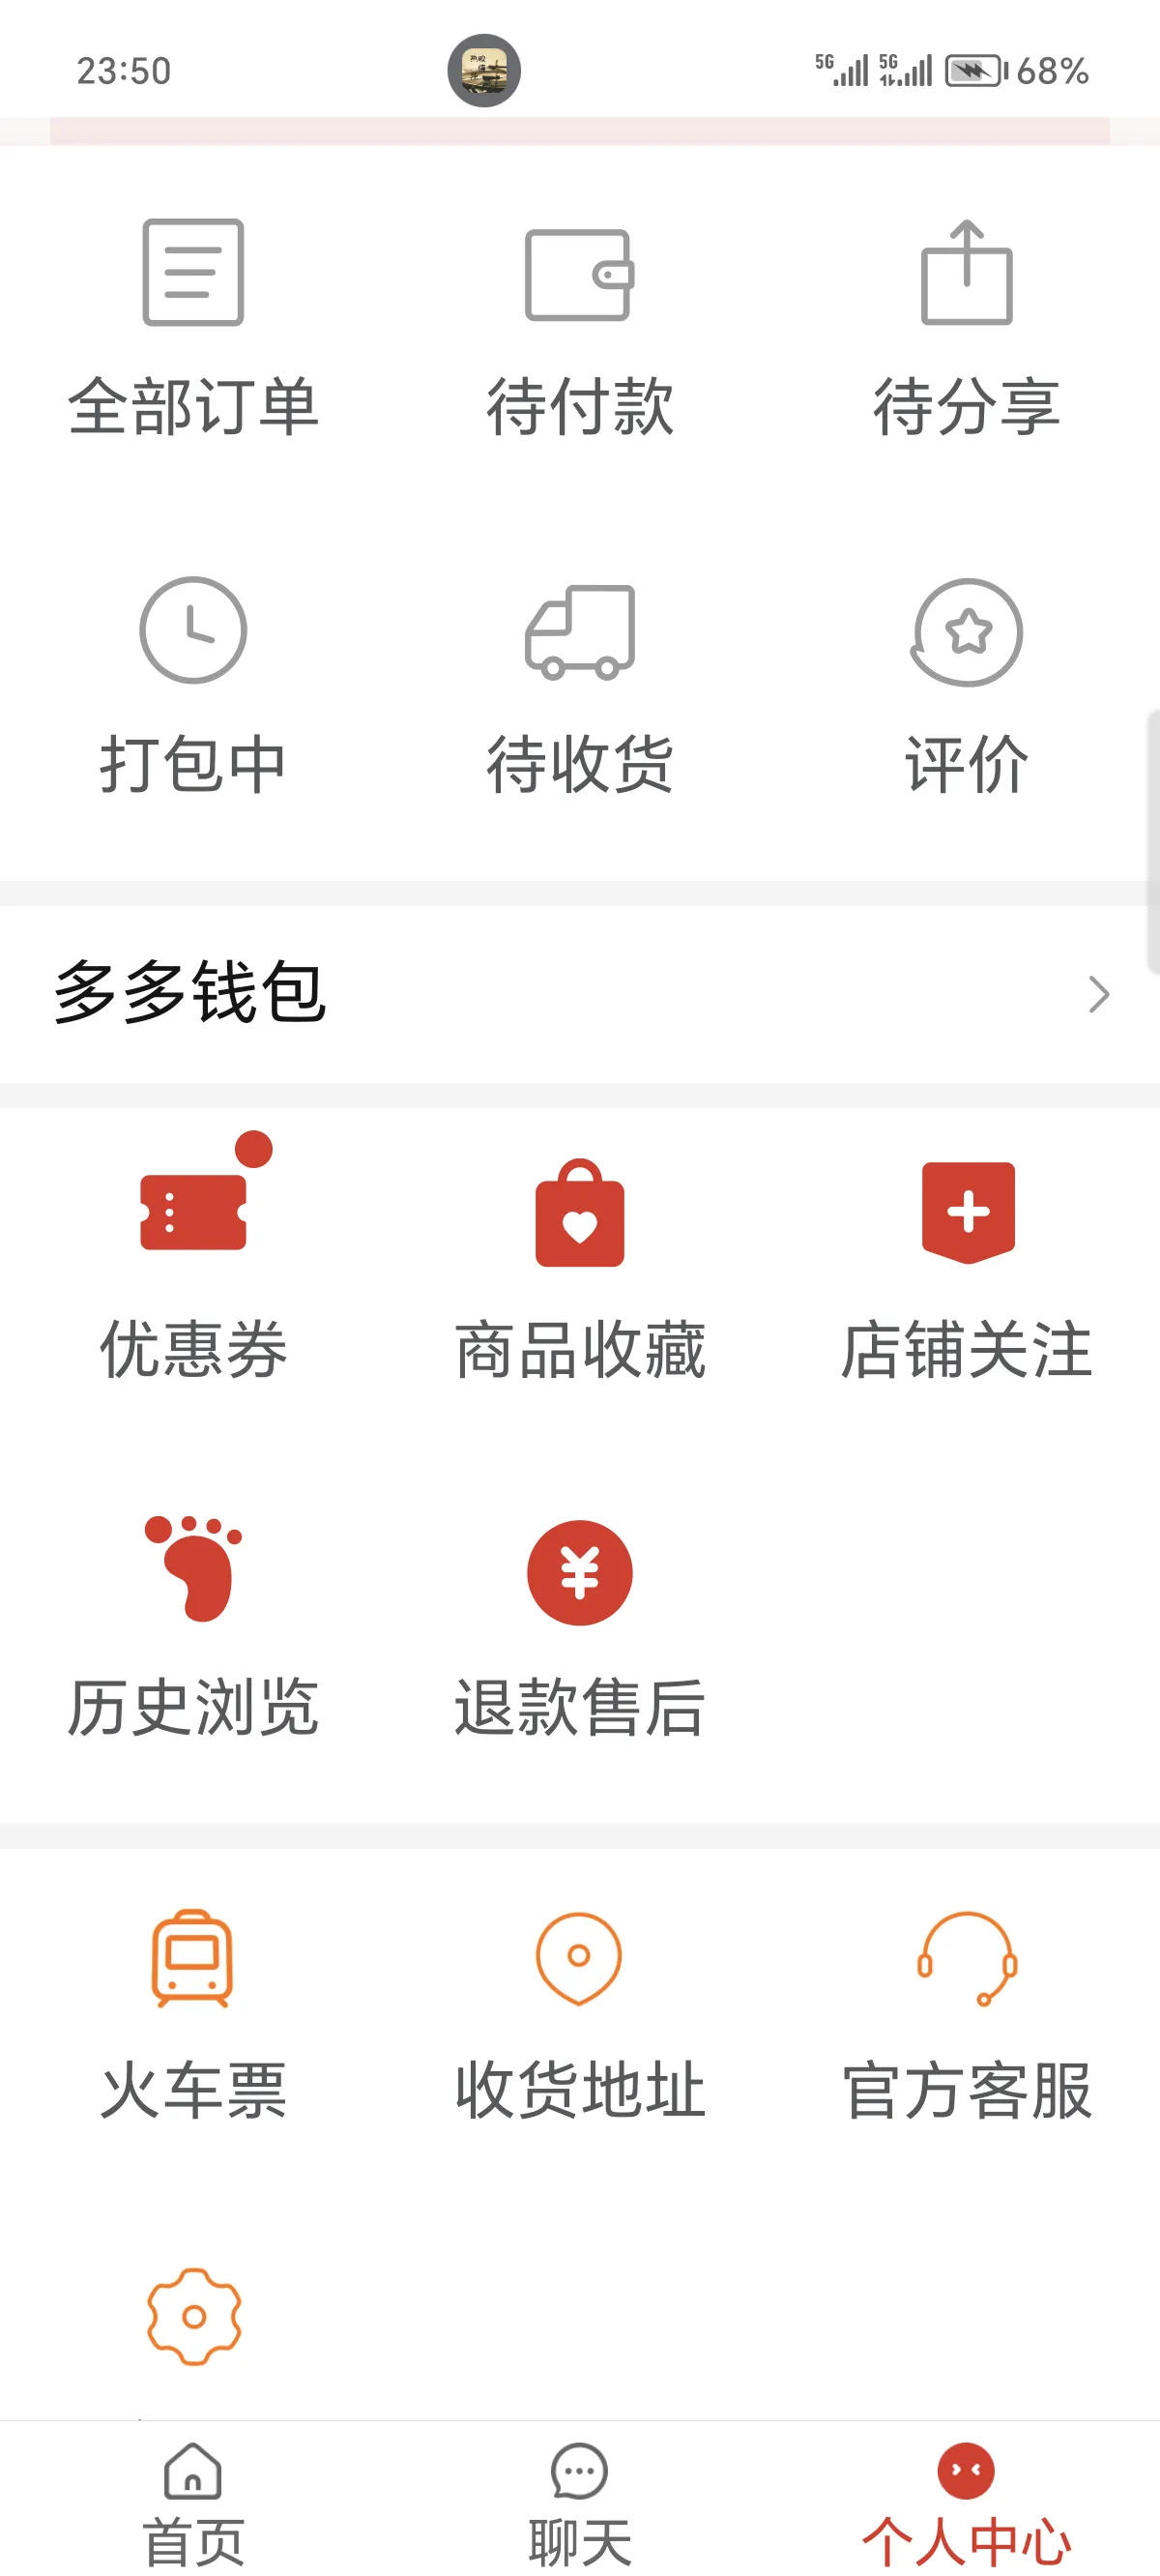 23:50
5G 5G 68%
全部订单 待付款 待分享
打包中 待收货 评价
多多钱包
优惠券 商品收藏 店铺关注
历史浏览 退款售后
火车票 收货地址 官方客服
首页 聊天 个人中心